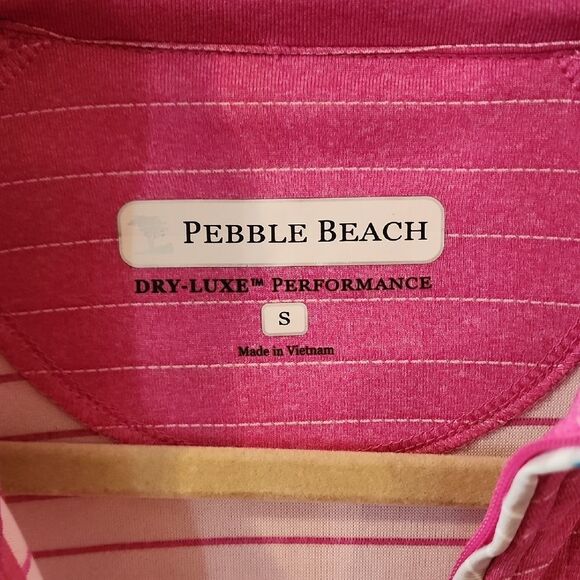 PEBBLE BEACH
DRY-LUXE™ PERFORMANCE
S
Made in Vietnam